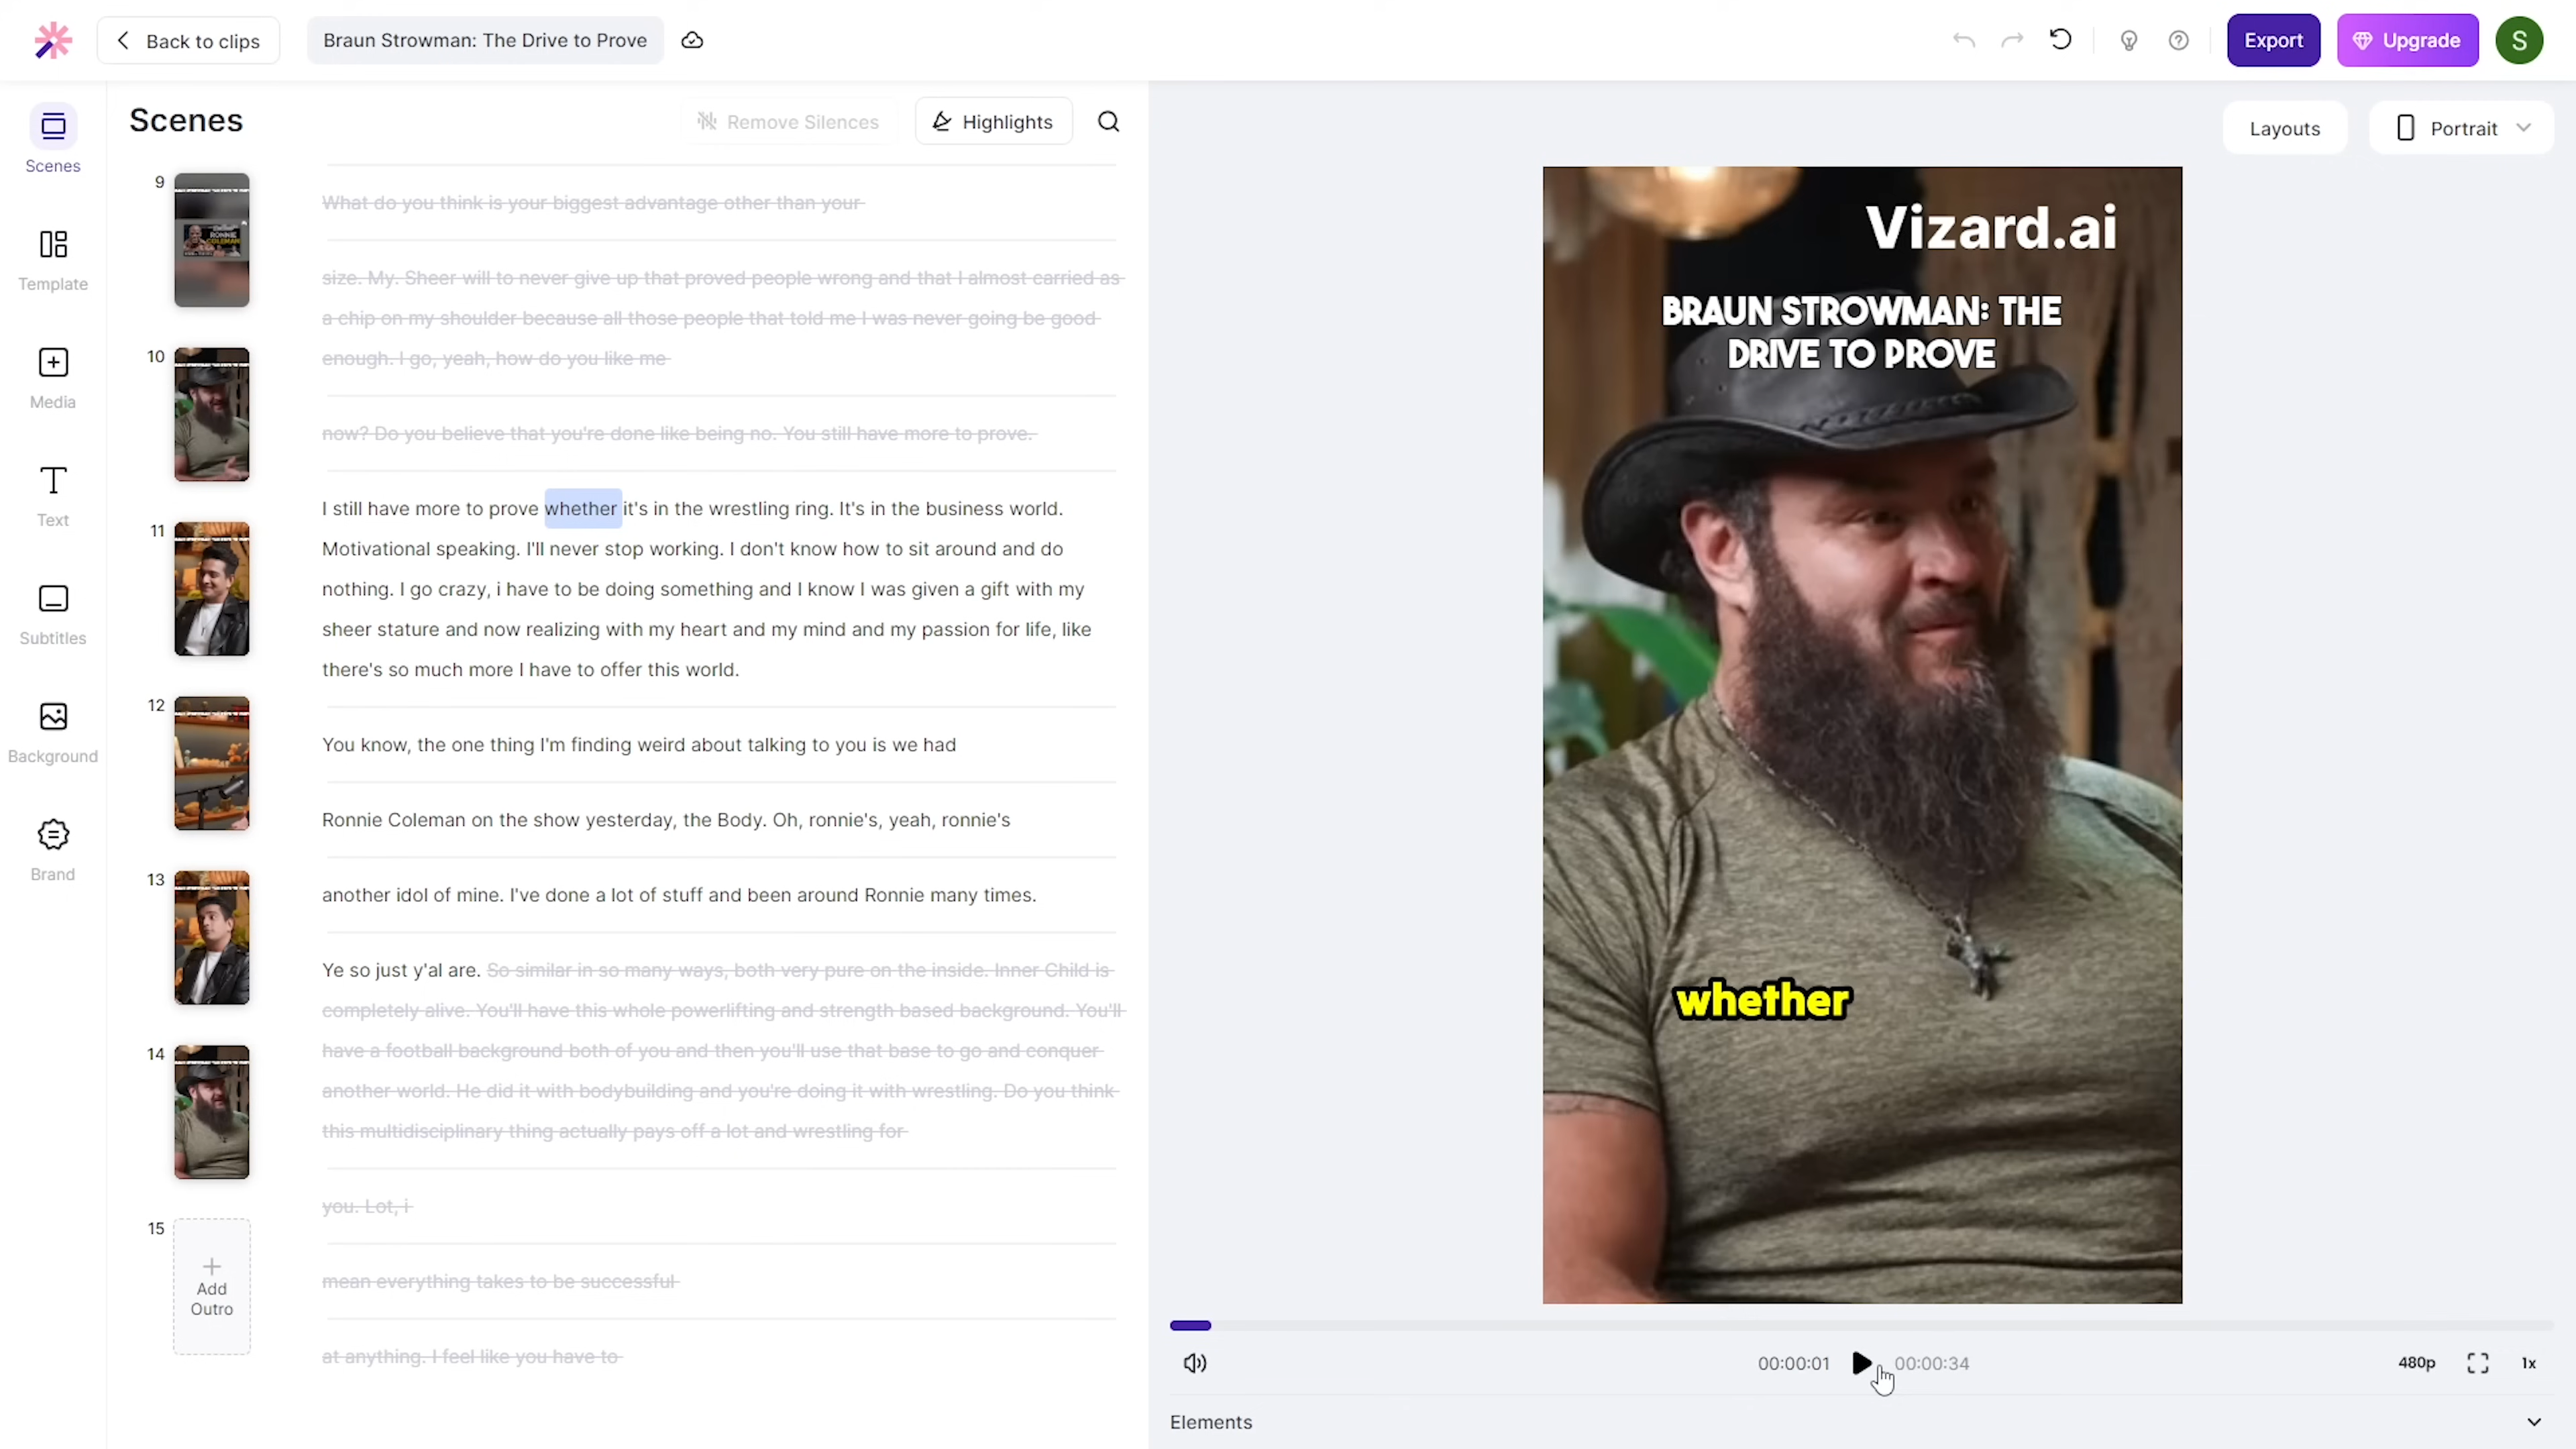 Back to clips
Braun Strowman: The Drive to Prove
Export
Upgrade
S
Scenes
Template
Media
Text
Subtitles
Background
Brand
Scenes
Remove Silences
Highlights
9
10
11
12
13
14
15
Add
Outro
What do you think is your biggest advantage other than your
size. My. Sheer will to never give up that proved people wrong and that I almost carried as
a chip on my shoulder because all those people that told me I was never going be good
enough. I go, yeah, how do you like me
now? Do you believe that you're done like being no. You still have more to prove.
I still have more to prove whether it's in the wrestling ring. It's in the business world.
Motivational speaking. I'll never stop working. I don't know how to sit around and do
nothing. I go crazy, i have to be doing something and I know I was given a gift with my
sheer stature and now realizing with my heart and my mind and my passion for life, like
there's so much more I have to offer this world.
You know, the one thing I'm finding weird about talking to you is we had
Ronnie Coleman on the show yesterday, the Body. Oh, ronnie's, yeah, ronnie's
another idol of mine. I've done a lot of stuff and been around Ronnie many times.
Ye so just y'al are. So similar in so many ways, both very pure on the inside. Inner Child is
completely alive. You'll have this whole powerlifting and strength based background. You'll
have a football background both of you and then you'll use that base to go and conquer
another world. He did it with bodybuilding and you're doing it with wrestling. Do you think
this multidisciplinary thing actually pays off a lot and wrestling for
you. Lot, i
mean everything takes to be successful
at anything. I feel like you have to
Layouts
Portrait
Vizard.ai
BRAUN STROWMAN: THE
DRIVE TO PROVE
whether
00:00:01
00:00:34
480p
1x
Elements